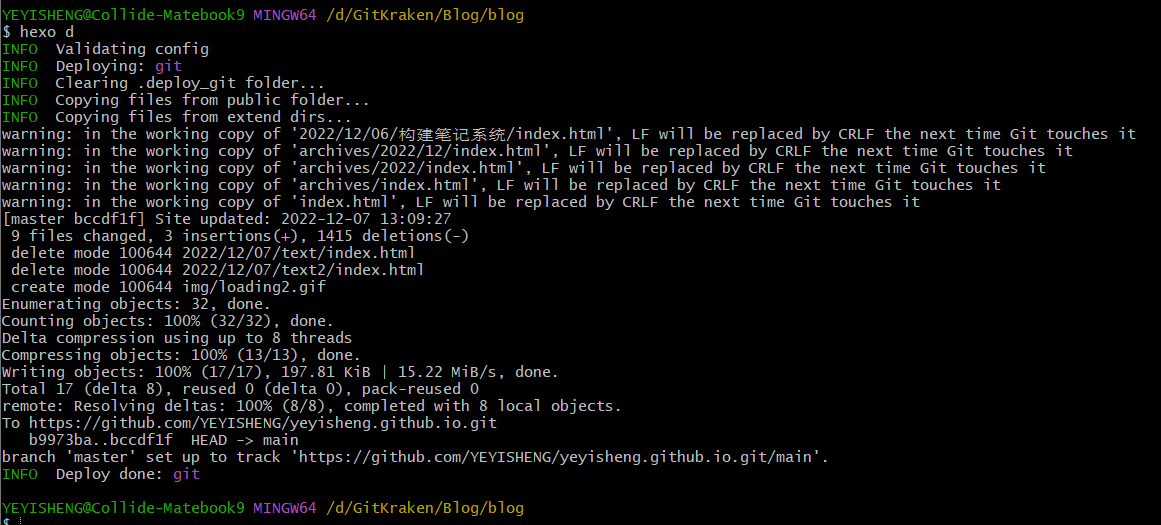 YEYISHENG@Collide-Matebook9 MINGW64 /d/GitKraken/Blog/blog
$ hexo d
INFO  Validating config
INFO  Deploying: git
INFO  Clearing .deploy_git folder...
INFO  Copying files from public folder...
INFO  Copying files from extend dirs...
warning: in the working copy of '2022/12/06/构建笔记系统/index.html', LF will be replaced by CRLF the next time Git touches it
warning: in the working copy of 'archives/2022/12/index.html', LF will be replaced by CRLF the next time Git touches it
warning: in the working copy of 'archives/2022/index.html', LF will be replaced by CRLF the next time Git touches it
warning: in the working copy of 'archives/index.html', LF will be replaced by CRLF the next time Git touches it
warning: in the working copy of 'index.html', LF will be replaced by CRLF the next time Git touches it
[master bccdf1f] Site updated: 2022-12-07 13:09:27
 9 files changed, 3 insertions(+), 1415 deletions(-)
 delete mode 100644 2022/12/07/text/index.html
 delete mode 100644 2022/12/07/text2/index.html
 create mode 100644 img/loading2.gif
Enumerating objects: 32, done.
Counting objects: 100% (32/32), done.
Delta compression using up to 8 threads
Compressing objects: 100% (13/13), done.
Writing objects: 100% (17/17), 197.81 KiB | 15.22 MiB/s, done.
Total 17 (delta 8), reused 0 (delta 0), pack-reused 0
remote: Resolving deltas: 100% (8/8), completed with 8 local objects.
To https://github.com/YEYISHENG/yeyisheng.github.io.git
   b9973ba..bccdf1f  HEAD -> main
branch 'master' set up to track 'https://github.com/YEYISHENG/yeyisheng.github.io.git/main'.
INFO  Deploy done: git
YEYISHENG@Collide-Matebook9 MINGW64 /d/GitKraken/Blog/blog
$